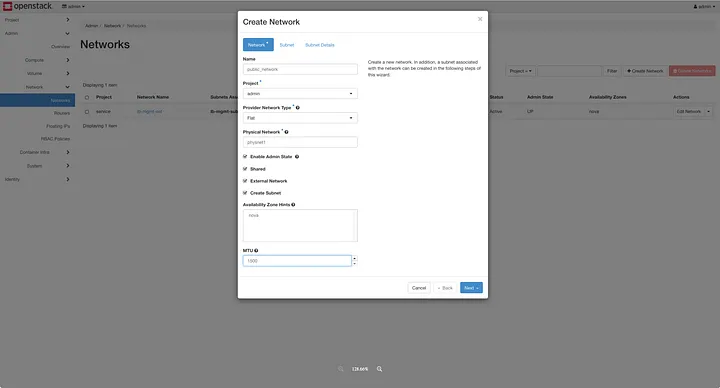 openstack. admin
admin
Project
Admin
Overview
Compute
Volume
Network
Networks
Routers
Floating IPs
RBAC Policies
Container Infra
System
Identity
Admin / Network / Networks
Networks
Project = Filter + Create Network
Displaying 1 item
Project Network Name Subnets Status Admin State Availability Zones Actions
service lb-mgmt-net lb-mgmt-sub Active UP nova Edit Network
Displaying 1 item
Create Network
×
Network * Subnet Subnet Details
Name
public_network
Project *
admin
Provider Network Type *
Flat
Physical Network *
physnet1
Enable Admin State
Shared
External Network
Create Subnet
Availability Zone Hints
nova
MTU
1500
Create a new network. In addition, a subnet associated
with the network can be created in the following steps of
this wizard.
Cancel « Back Next »
128.66%